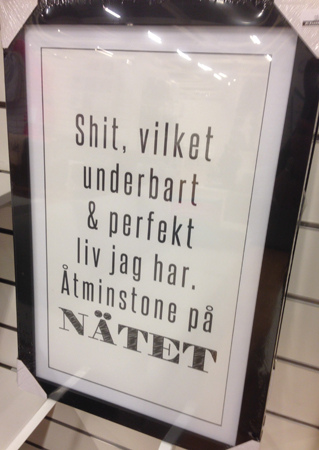 Shit, vilket
underbart
& perfekt
liv jag har.
Åtminstone på
NÄTET